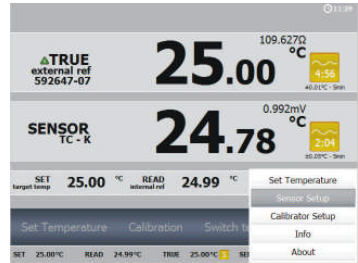 11:39
109.627Ω
▲TRUE
external ref
592647-07
25.00 °C
4:56
±0.01°C - 5min
0.992mV
SENSOR
TC - K
24.78 °C
2:04
±0.05°C - 5min
SET
target temp
25.00 °C
READ
internal ref
24.99 °C
Set Temperature
Sensor Setup
Calibrator Setup
Info
About
Set Temperature Calibration Switch
SET 25.00°C READ 24.99°C TRUE 25.00°C